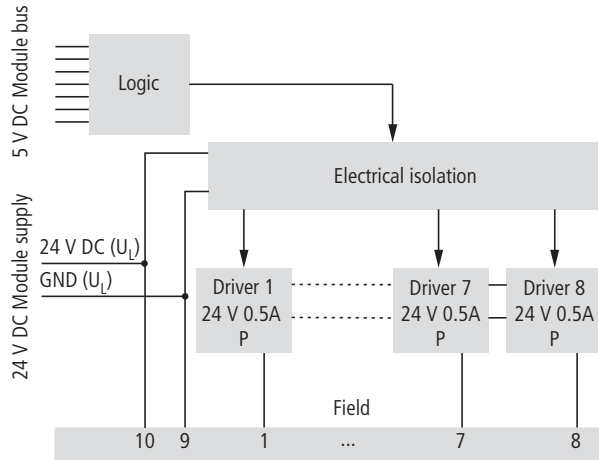 5 V DC Module bus
Logic
Electrical isolation
24 V DC Module supply
24 V DC (UL)
GND (UL)
Driver 1
24 V 0.5A
P
Driver 7
24 V 0.5A
P
Driver 8
24 V 0.5A
P
Field
10 9 1 ... 7 8